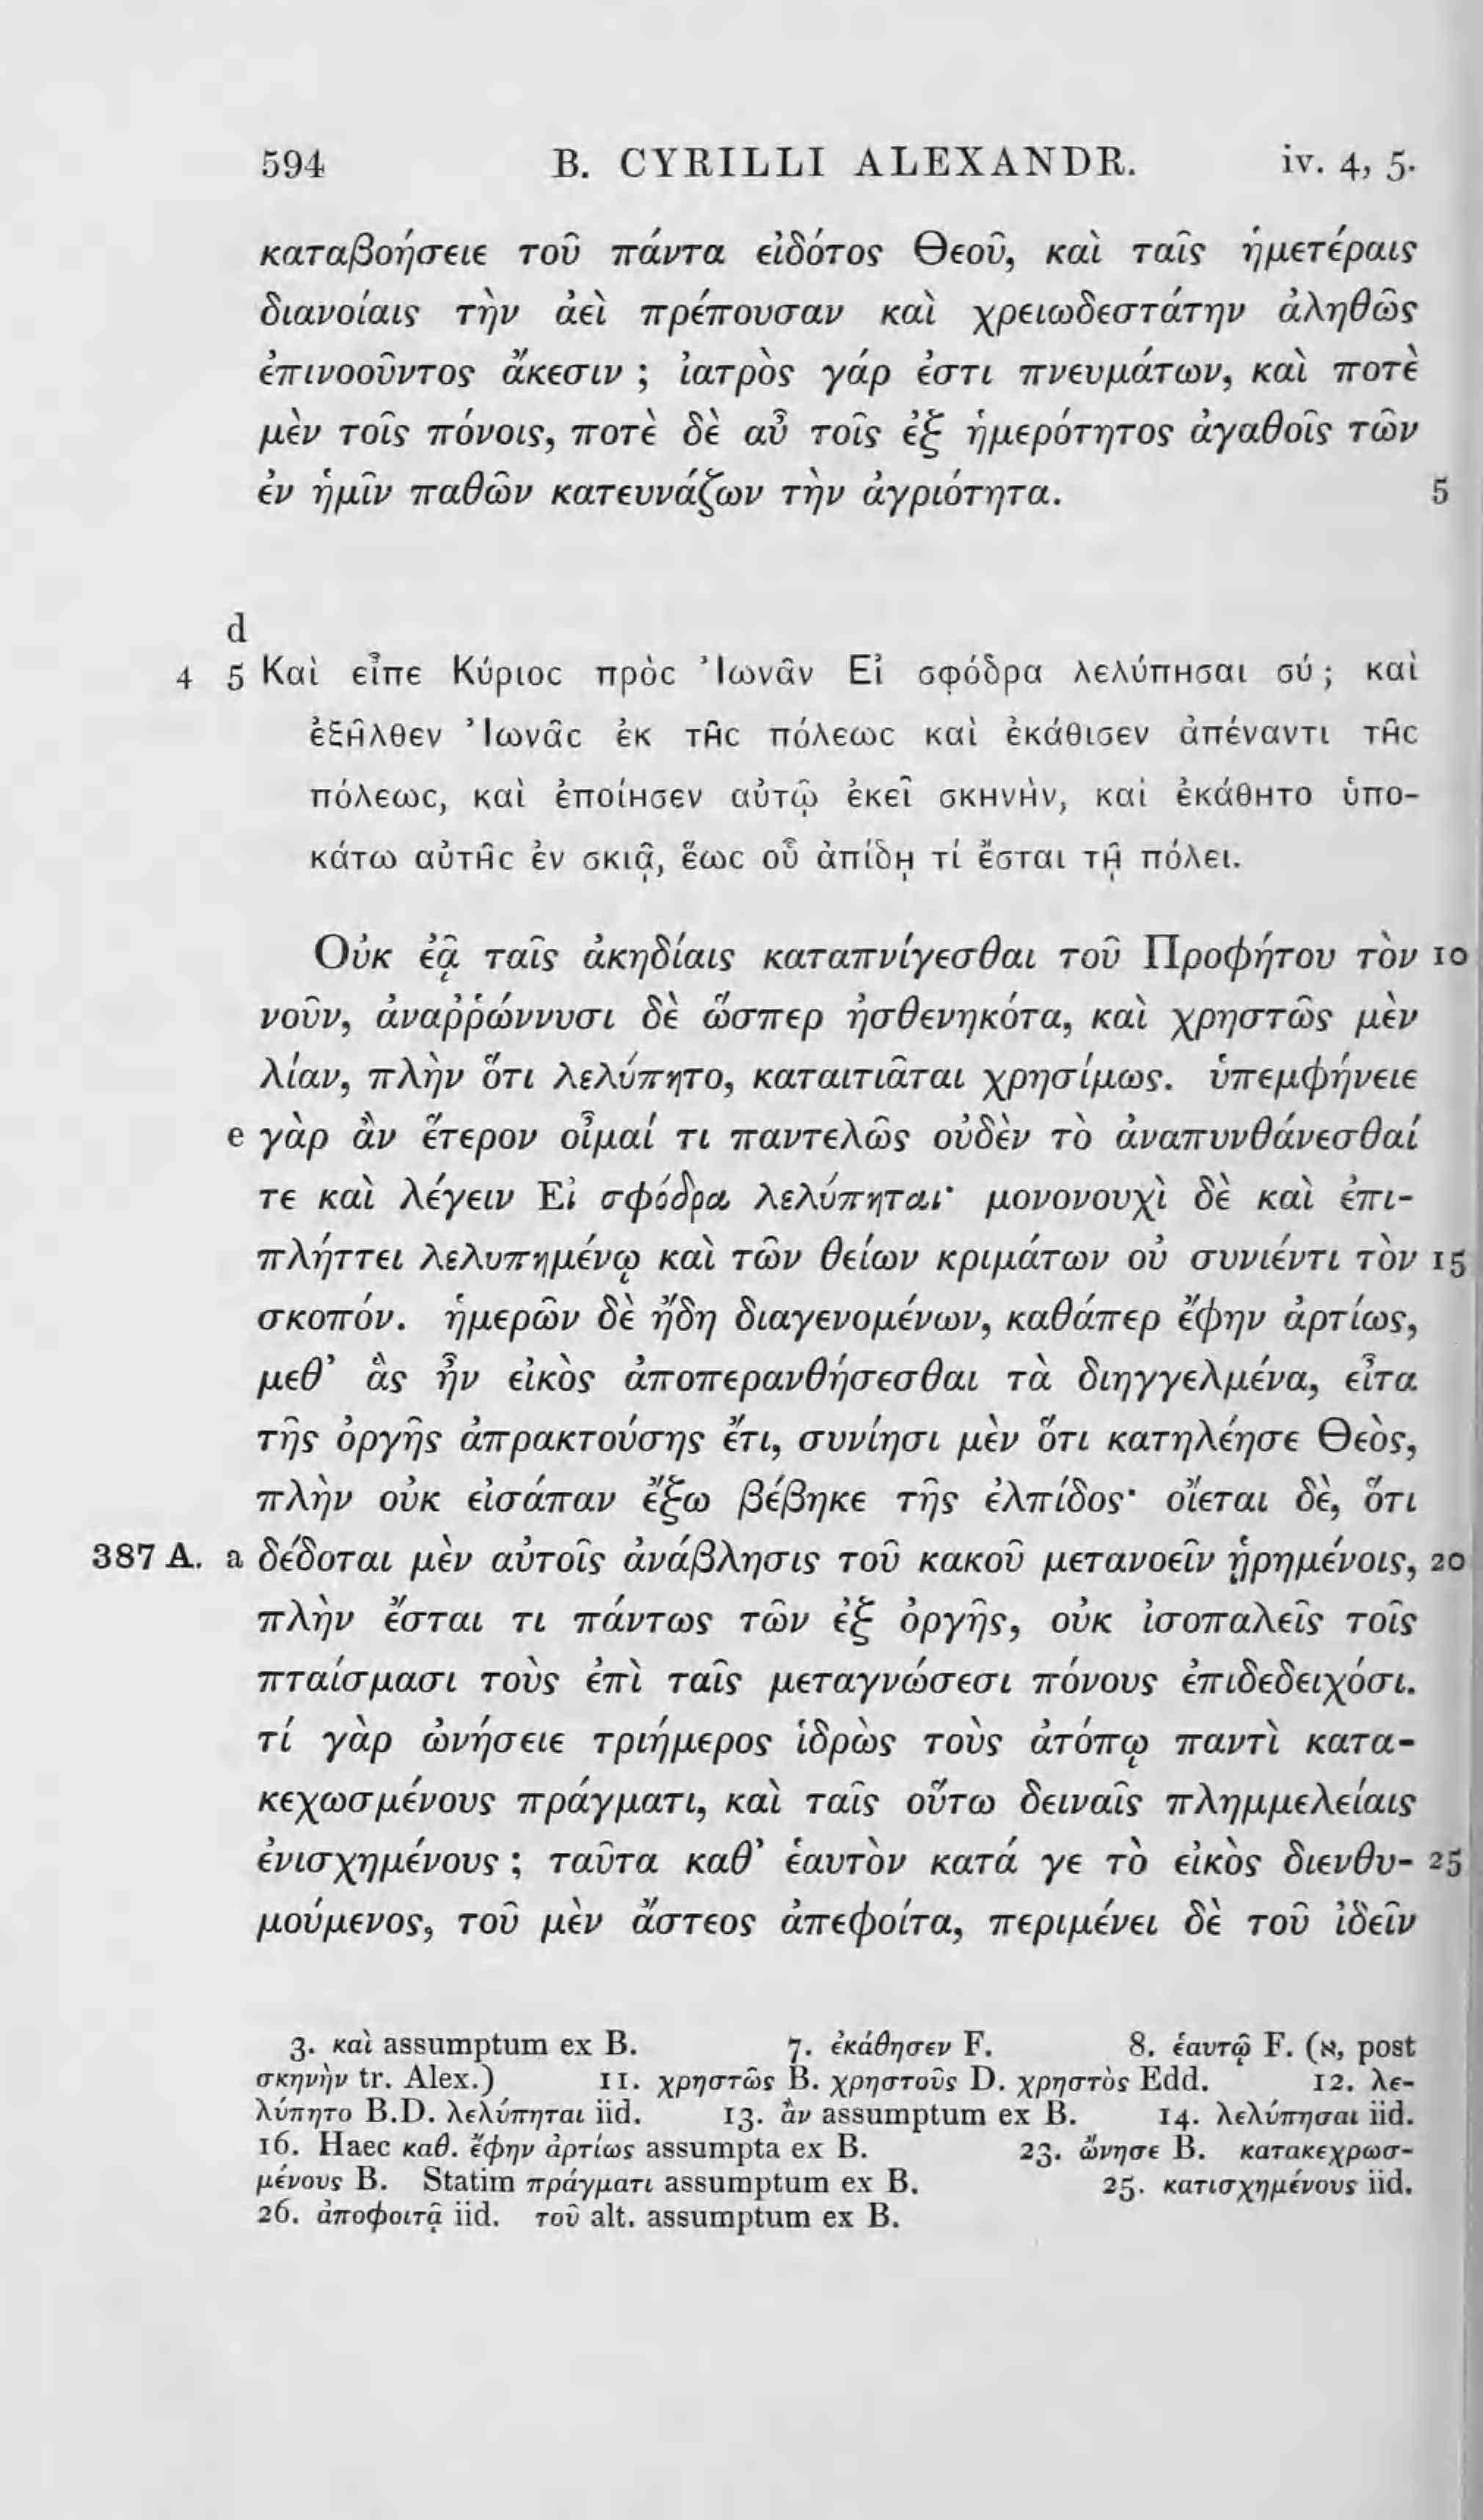 594 B. CYRILLI ALEXANDR. iv. 4, 5.
καταβοήσειε τοῦ πάντα εἰδότος Θεοῦ, καὶ ταῖς ἡμετέραις
διανοίαις τὴν ἀεὶ πρέπουσαν καὶ χρειωδεστάτην ἀληθῶς
ἐπινοοῦντος ἄκεσιν ; ἰατρὸς γάρ ἐστι πνευμάτων, καὶ ποτὲ
μὲν τοῖς πόνοις, ποτὲ δὲ αὖ τοῖς ἐξ ἡμερότητος ἀγαθοῖς τῶν
ἐν ἡμῖν παθῶν κατευνάζων τὴν ἀγριότητα. 5
d
4 5 Καὶ εἶπε Κύριος πρὸς Ἰωνᾶν Εἰ σφόδρα λελύπησαι σύ ; καὶ
ἐξῆλθεν Ἰωνᾶς ἐκ τῆς πόλεως καὶ ἐκάθισεν ἀπέναντι τῆς
πόλεως, καὶ ἐποίησεν αὐτῷ ἐκεῖ σκηνὴν, καὶ ἐκάθητο ὑπο-
κάτω αὐτῆς ἐν σκιᾷ, ἕως οὗ ἀπίδῃ τί ἔσται τῇ πόλει.
Οὐκ ἐᾷ ταῖς ἀκηδίαις καταπνίγεσθαι τοῦ Προφήτου τὸν 10
νοῦν, ἀναῤῥώννυσι δὲ ὥσπερ ἠσθενηκότα, καὶ χρηστῶς μὲν
λίαν, πλὴν ὅτι λελύπητο, καταιτιᾶται χρησίμως. ὑπεμφήνειε
e γὰρ ἂν ἕτερον οἶμαί τι παντελῶς οὐδὲν τὸ ἀναπυνθάνεσθαί
τε καὶ λέγειν Εἰ σφόδρα λελύπηται· μονονουχὶ δὲ καὶ ἐπι-
πλήττει λελυπημένῳ καὶ τῶν θείων κριμάτων οὐ συνιέντι τὸν 15
σκοπόν. ἡμερῶν δὲ ἤδη διαγενομένων, καθάπερ ἔφην ἀρτίως,
μεθ’ ἃς ἦν εἰκὸς ἀποπερανθήσεσθαι τὰ διηγγελμένα, εἶτα
τῆς ὀργῆς ἀπρακτούσης ἔτι, συνίησι μὲν ὅτι κατηλέησε Θεὸς,
πλὴν οὐκ εἰσάπαν ἔξω βέβηκε τῆς ἐλπίδος· οἴεται δὲ, ὅτι
387 A. a δέδοται μὲν αὐτοῖς ἀνάβλησις τοῦ κακοῦ μετανοεῖν ᾑρημένοις, 20
πλὴν ἔσται τι πάντως τῶν ἐξ ὀργῆς, οὐκ ἰσοπαλεῖς τοῖς
πταίσμασι τοὺς ἐπὶ ταῖς μεταγνώσεσι πόνους ἐπιδεδειχόσι.
τί γὰρ ὠνήσειε τριήμερος ἱδρὼς τοὺς ἀτόπῳ παντὶ κατα-
κεχωσμένους πράγματι, καὶ ταῖς οὕτω δειναῖς πλημμελείαις
ἐνισχημένους ; ταῦτα καθ’ ἑαυτὸν κατά γε τὸ εἰκὸς διενθυ- 25
μούμενος, τοῦ μὲν ἄστεος ἀπεφοίτα, περιμένει δὲ τοῦ ἰδεῖν
3. καὶ assumptum ex B. 7. ἐκάθησεν F. 8. ἑαυτῷ F. (א, post
σκηνὴν tr. Alex.) 11. χρηστῶς B. χρηστοῦς D. χρηστὸς Edd. 12. λε-
λύπητο B.D. λελύπηται iid. 13. ἂν assumptum ex B. 14. λελύπησαι iid.
16. Haec καθ. ἔφην ἀρτίως assumpta ex B. 23. ὤνησε B. κατακεχρωσ-
μένους B. Statim πράγματι assumptum ex B. 25. κατισχημένους iid.
26. ἀποφοιτᾷ iid. τοῦ alt. assumptum ex B.